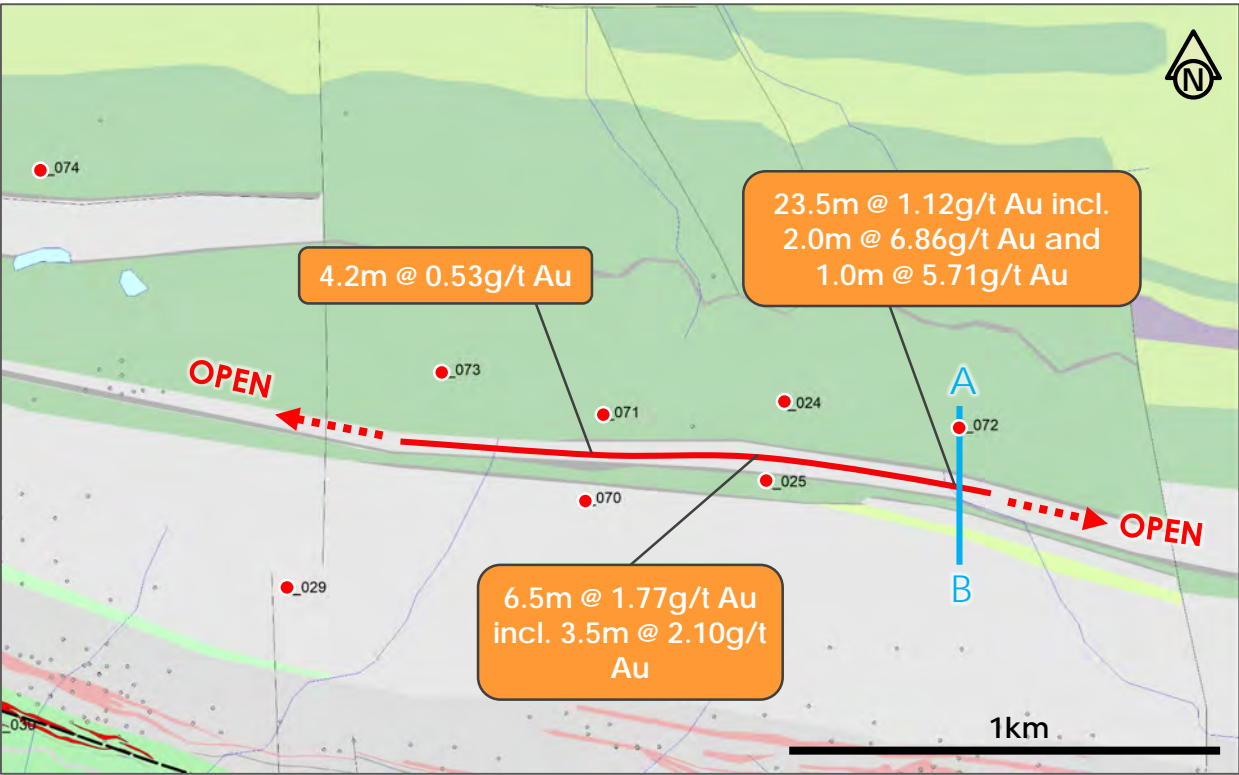 N
_074
23.5m @ 1.12g/t Au incl.
2.0m @ 6.86g/t Au and
1.0m @ 5.71g/t Au
4.2m @ 0.53g/t Au
OPEN
_073
A
_024
_071
_072
_025
_070
OPEN
B
_029
6.5m @ 1.77g/t Au
incl. 3.5m @ 2.10g/t
Au
_030
1km